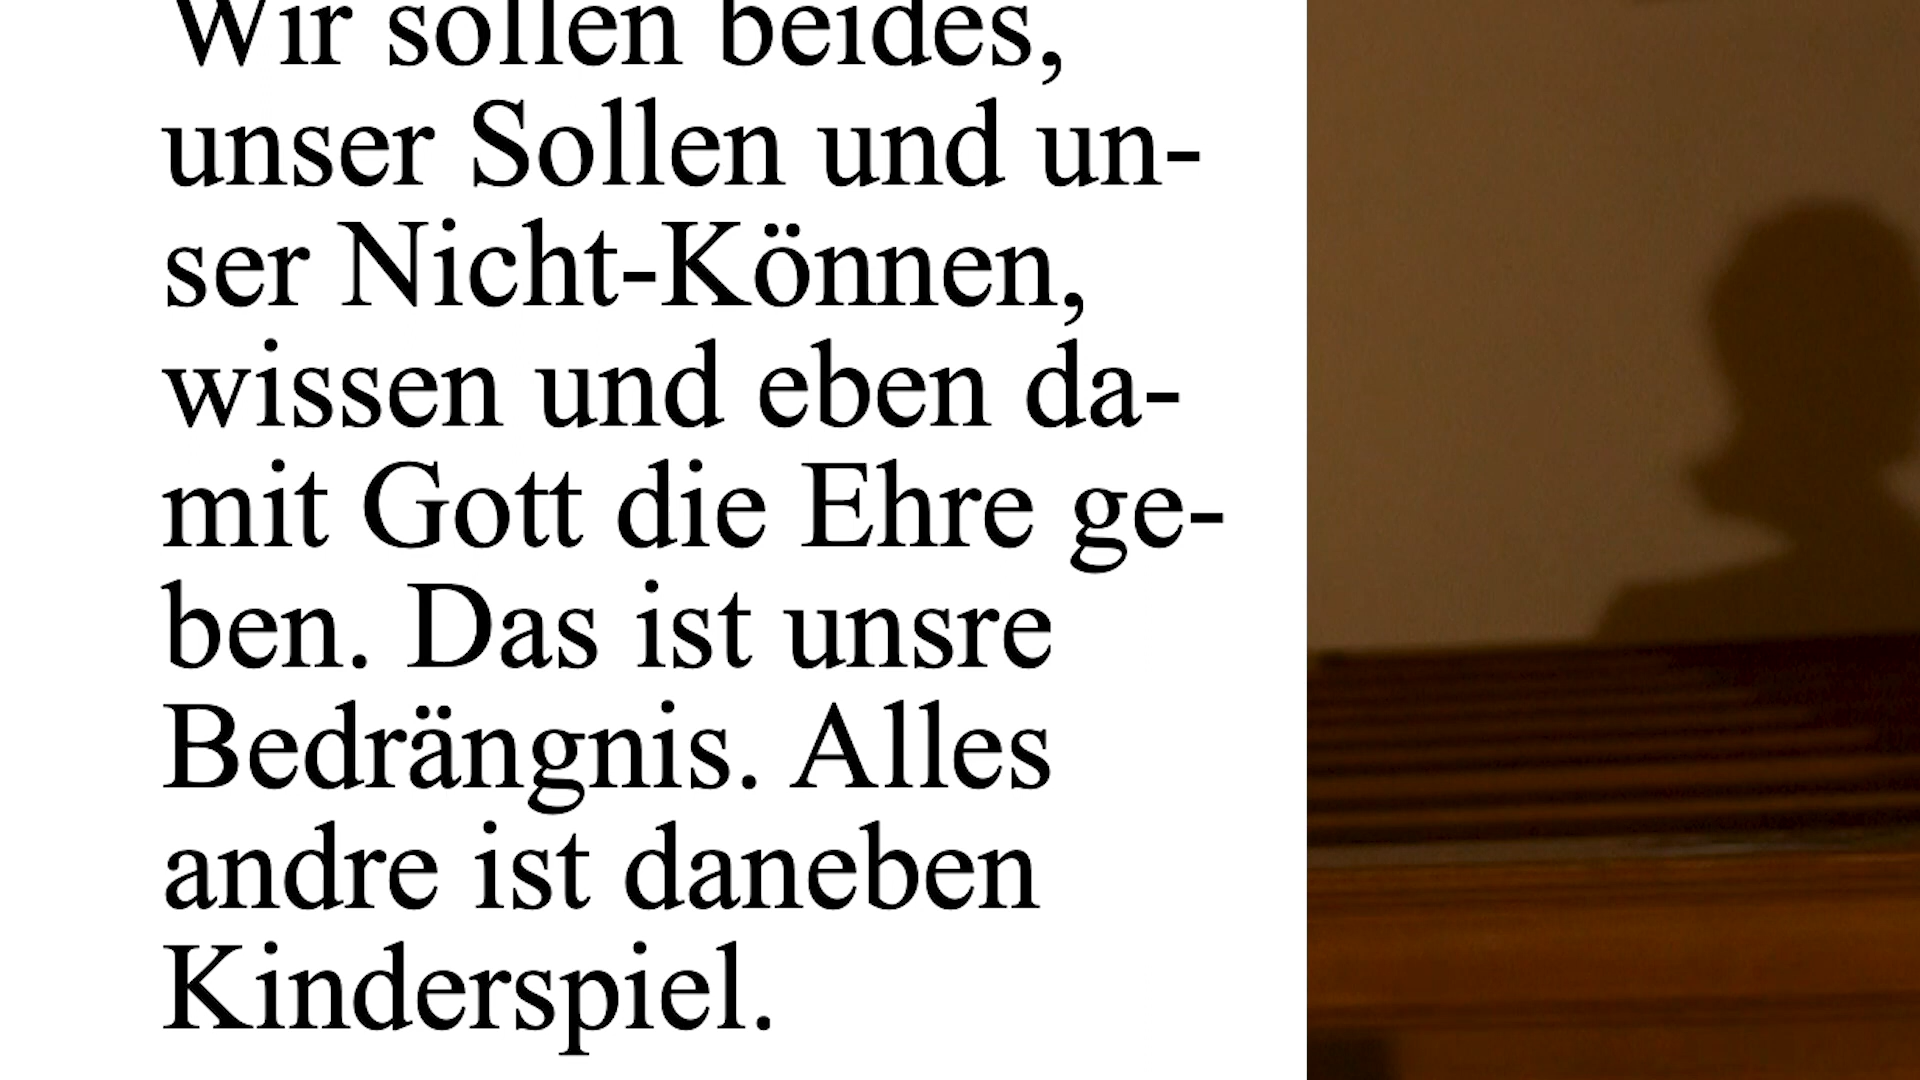 Wir sollen beides,
unser Sollen und un-
ser Nicht-Können,
wissen und eben da-
mit Gott die Ehre ge-
ben. Das ist unsre
Bedrängnis. Alles
andre ist daneben
Kinderspiel.